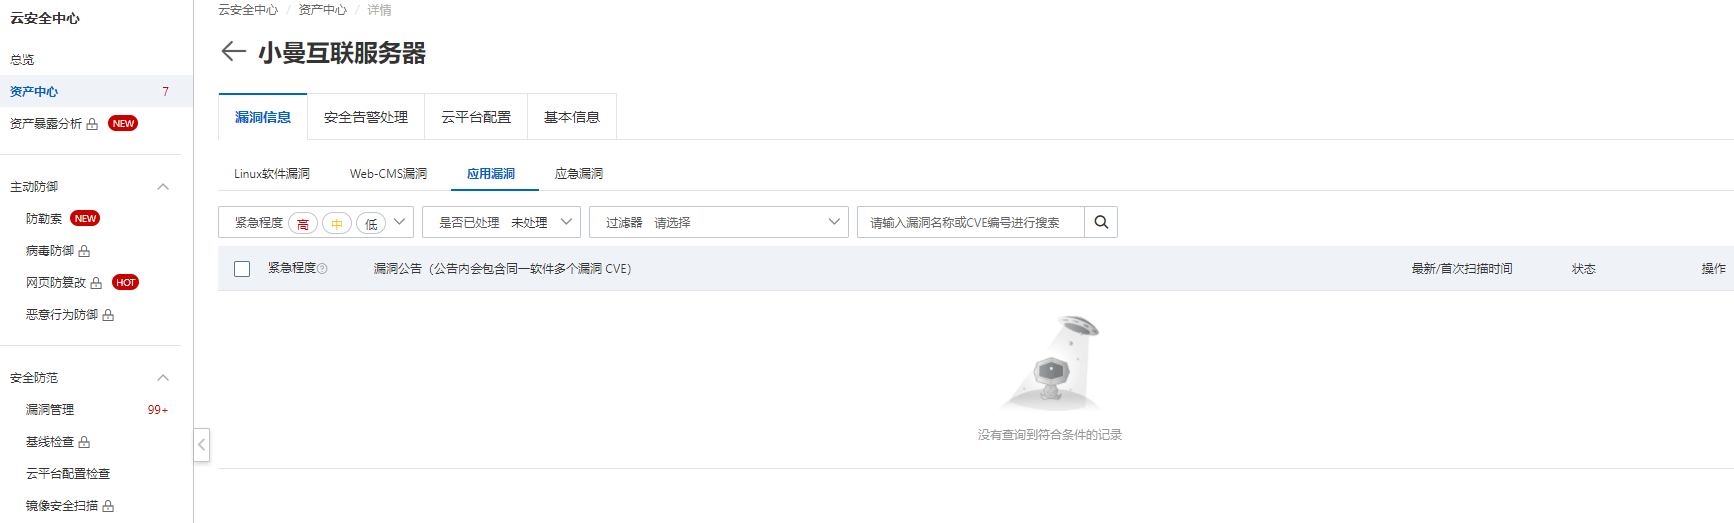 云安全中心
总览
资产中心 7
资产暴露分析 NEW
主动防御
防勒索 NEW
病毒防御
网页防篡改 HOT
恶意行为防御
安全防范
漏洞管理 99+
基线检查
云平台配置检查
镜像安全扫描
云安全中心 / 资产中心 / 详情
小曼互联服务器
漏洞信息 安全告警处理 云平台配置 基本信息
Linux软件漏洞 Web-CMS漏洞 应用漏洞 应急漏洞
紧急程度 高 中 低 是否已处理 未处理 过滤器 请选择 请输入漏洞名称或CVE编号进行搜索
紧急程度 漏洞公告（公告内会包含同一软件多个漏洞 CVE） 最新/首次扫描时间 状态 操作
没有查询到符合条件的记录